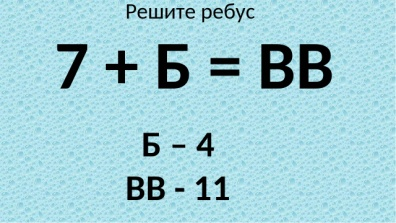 Решите ребус
7 + Б = ВВ
Б – 4
ВВ - 11